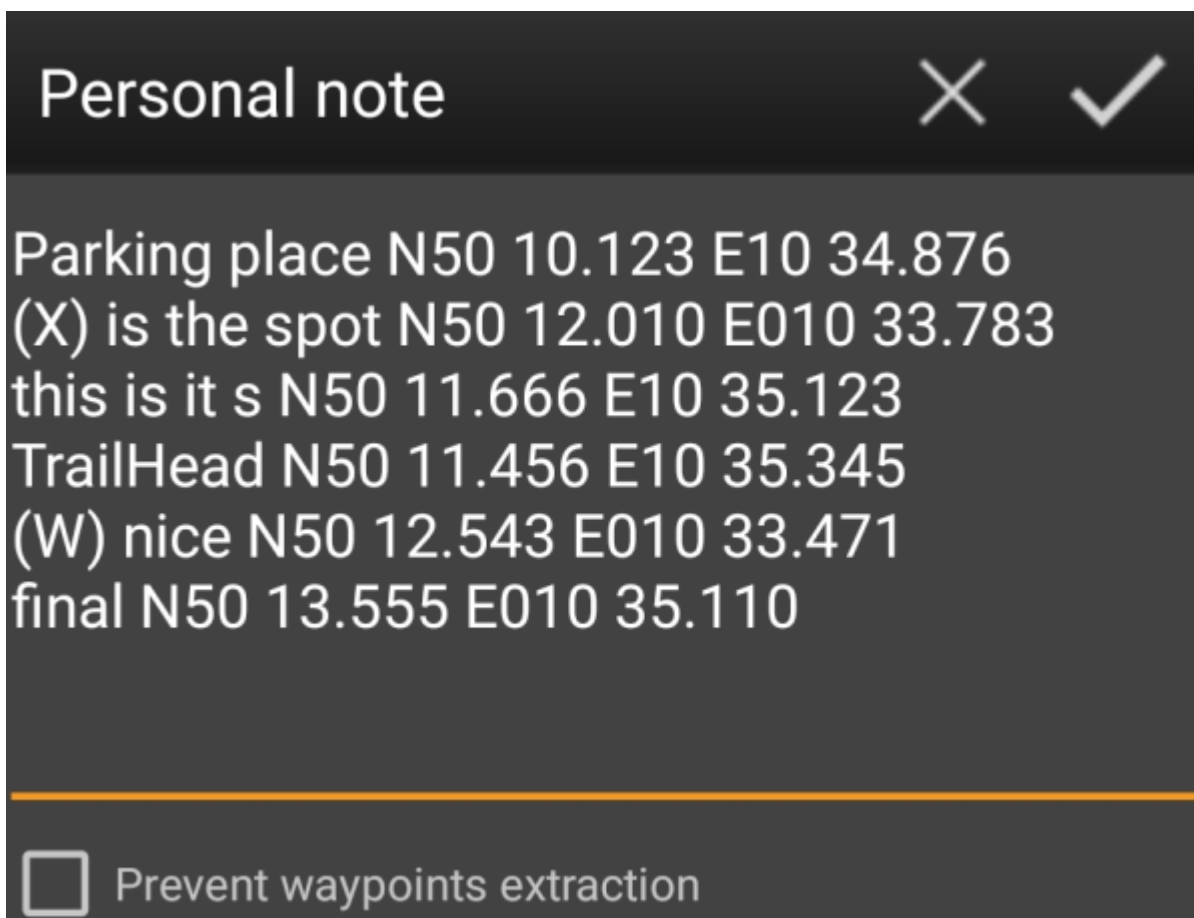 Personal note
Parking place N50 10.123 E10 34.876
(X) is the spot N50 12.010 E010 33.783
this is it s N50 11.666 E10 35.123
TrailHead N50 11.456 E10 35.345
(W) nice N50 12.543 E010 33.471
final N50 13.555 E010 35.110
Prevent waypoints extraction